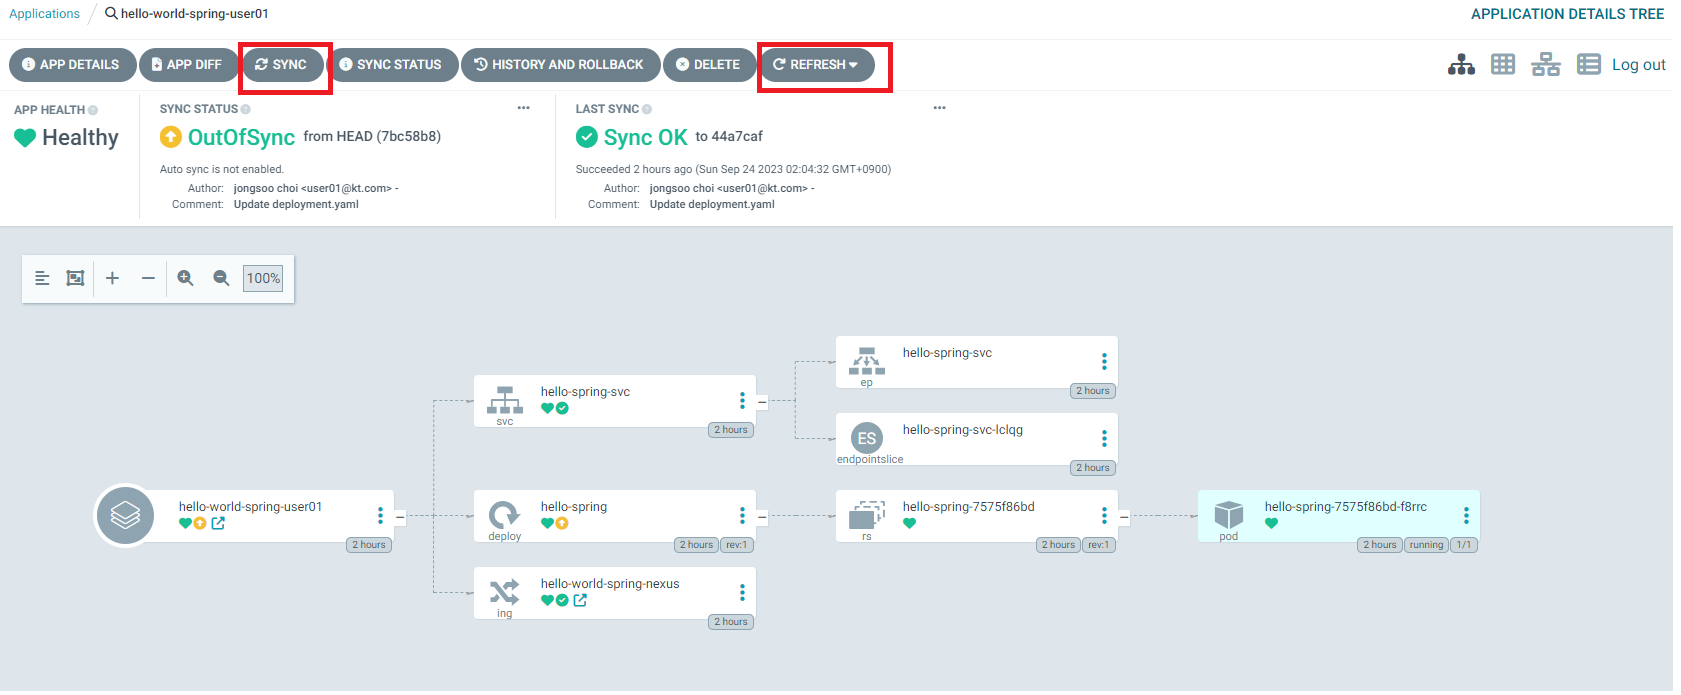 Applications / hello-world-spring-user01
APPLICATION DETAILS TREE
APP DETAILS
APP DIFF
SYNC
SYNC STATUS
HISTORY AND ROLLBACK
DELETE
REFRESH
Log out
APP HEALTH
Healthy
SYNC STATUS
OutOfSync from HEAD (7bc58b8)
Auto sync is not enabled.
Author: jongsoo choi <user01@kt.com> -
Comment: Update deployment.yaml
LAST SYNC
Sync OK to 44a7caf
Succeeded 2 hours ago (Sun Sep 24 2023 02:04:32 GMT+0900)
Author: jongsoo choi <user01@kt.com> -
Comment: Update deployment.yaml
100%
hello-world-spring-user01
2 hours
hello-spring-svc
svc
2 hours
hello-spring
deploy
2 hours rev:1
hello-world-spring-nexus
ing
2 hours
hello-spring-svc
ep
2 hours
ES
hello-spring-svc-lclqg
endpointslice
2 hours
hello-spring-7575f86bd
rs
2 hours rev:1
hello-spring-7575f86bd-f8rrc
pod
2 hours running 1/1